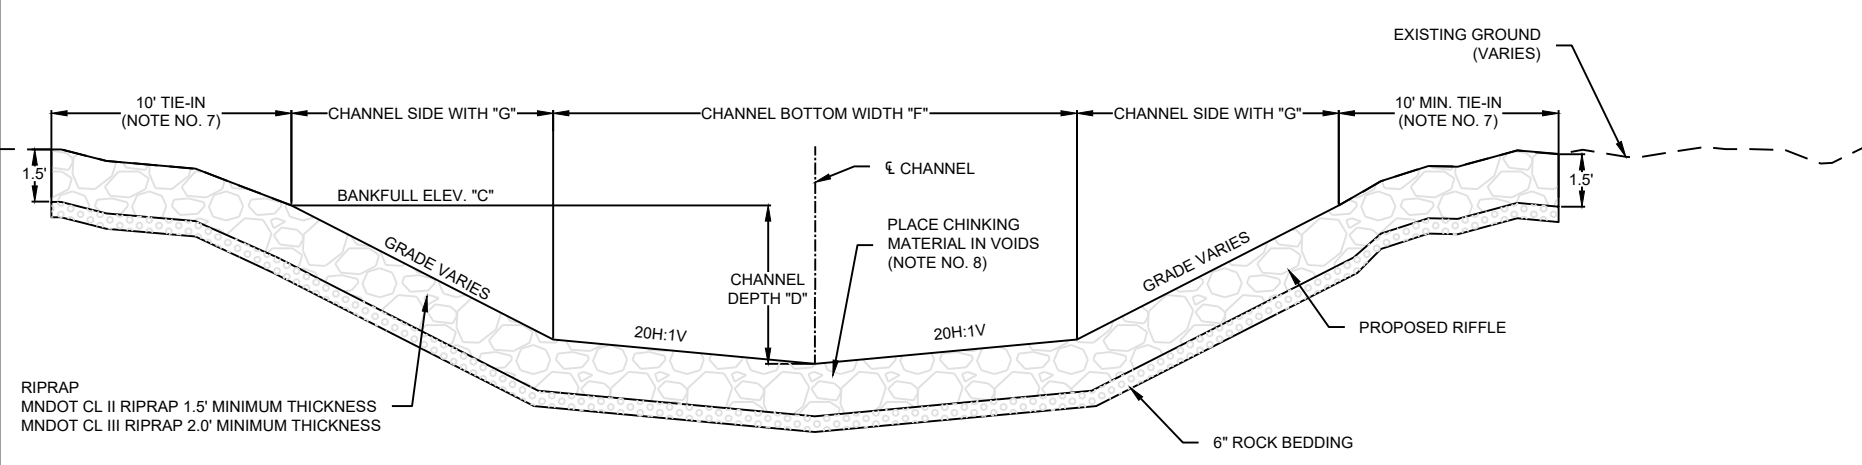 EXISTING GROUND
(VARIES)
10' TIE-IN
(NOTE NO. 7)
CHANNEL SIDE WITH "G"
CHANNEL BOTTOM WIDTH "F"
CHANNEL SIDE WITH "G"
10' MIN. TIE-IN
(NOTE NO. 7)
1.5'
℄ CHANNEL
1.5'
BANKFULL ELEV. "C"
PLACE CHINKING
MATERIAL IN VOIDS
(NOTE NO. 8)
GRADE VARIES
CHANNEL
DEPTH "D"
GRADE VARIES
20H:1V
20H:1V
PROPOSED RIFFLE
RIPRAP
MNDOT CL II RIPRAP 1.5' MINIMUM THICKNESS
MNDOT CL III RIPRAP 2.0' MINIMUM THICKNESS
6" ROCK BEDDING